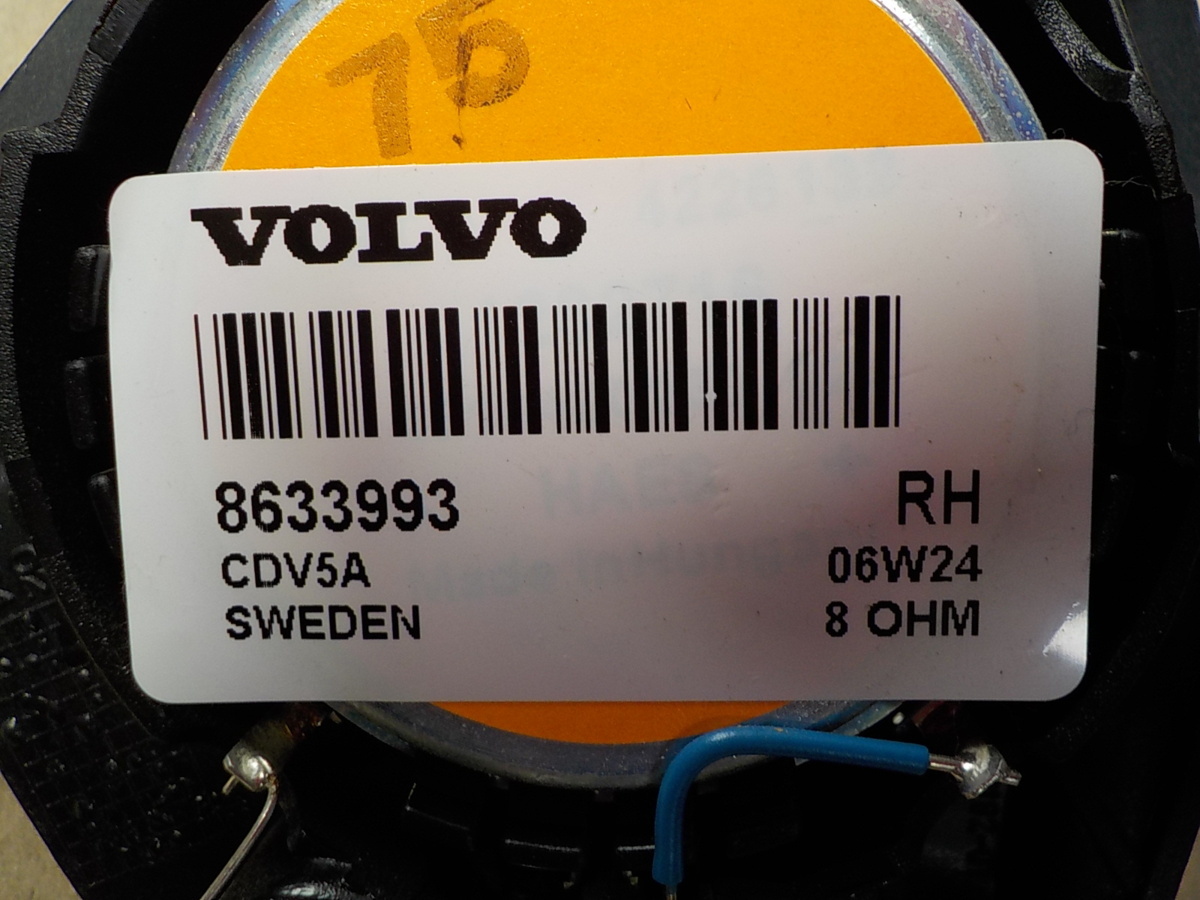 75
VOLVO
8633993 RH
CDV5A 06W24
SWEDEN 8 OHM